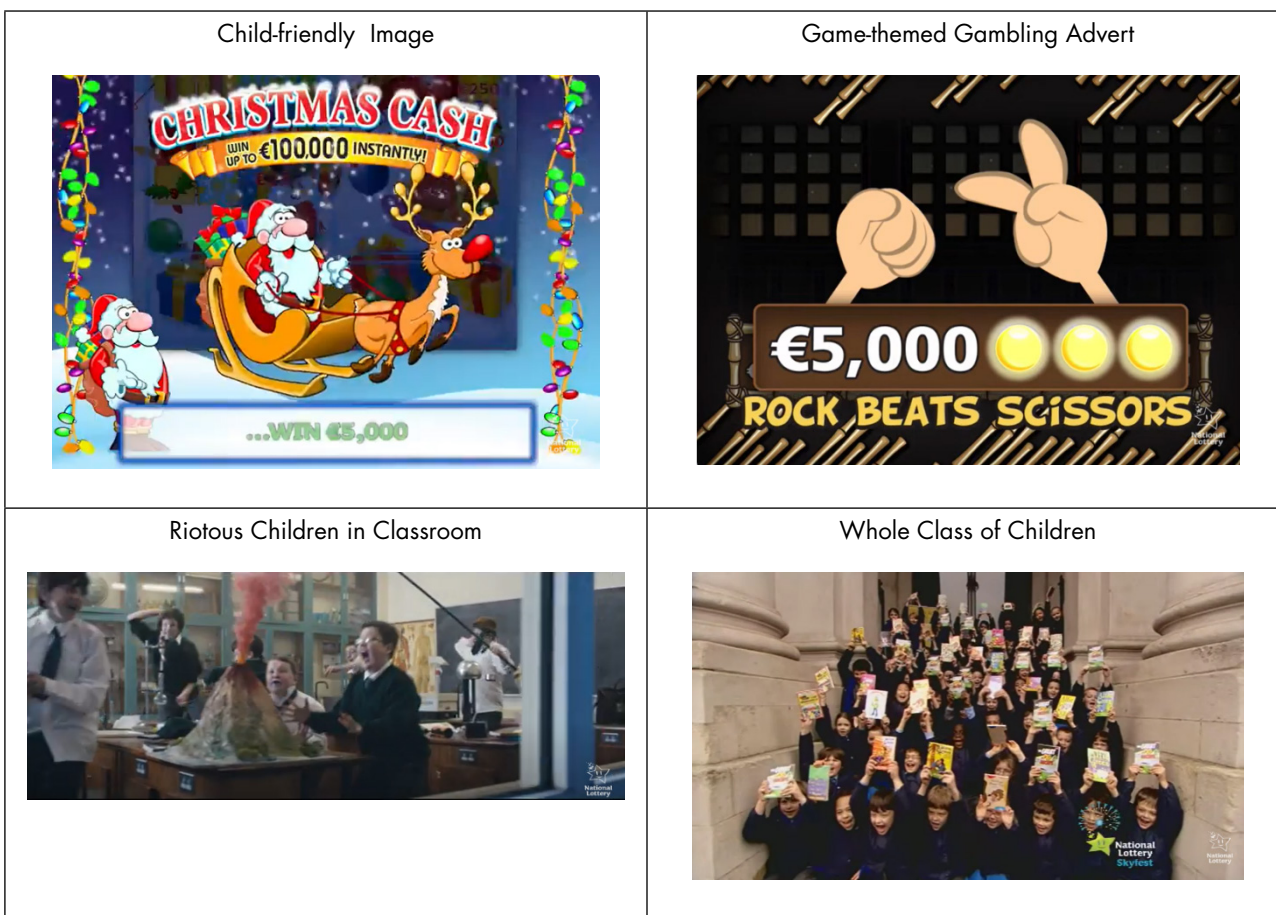 Child-friendly Image
Game-themed Gambling Advert
CHRISTMAS CASH
WIN UP TO €100,000 INSTANTLY!
...WIN €5,000
Lottery
€5,000
ROCK BEATS SCiSSORS
National
Lottery
Riotous Children in Classroom
Whole Class of Children
National
Lottery
National
Lottery
Skyfest
National
Lottery